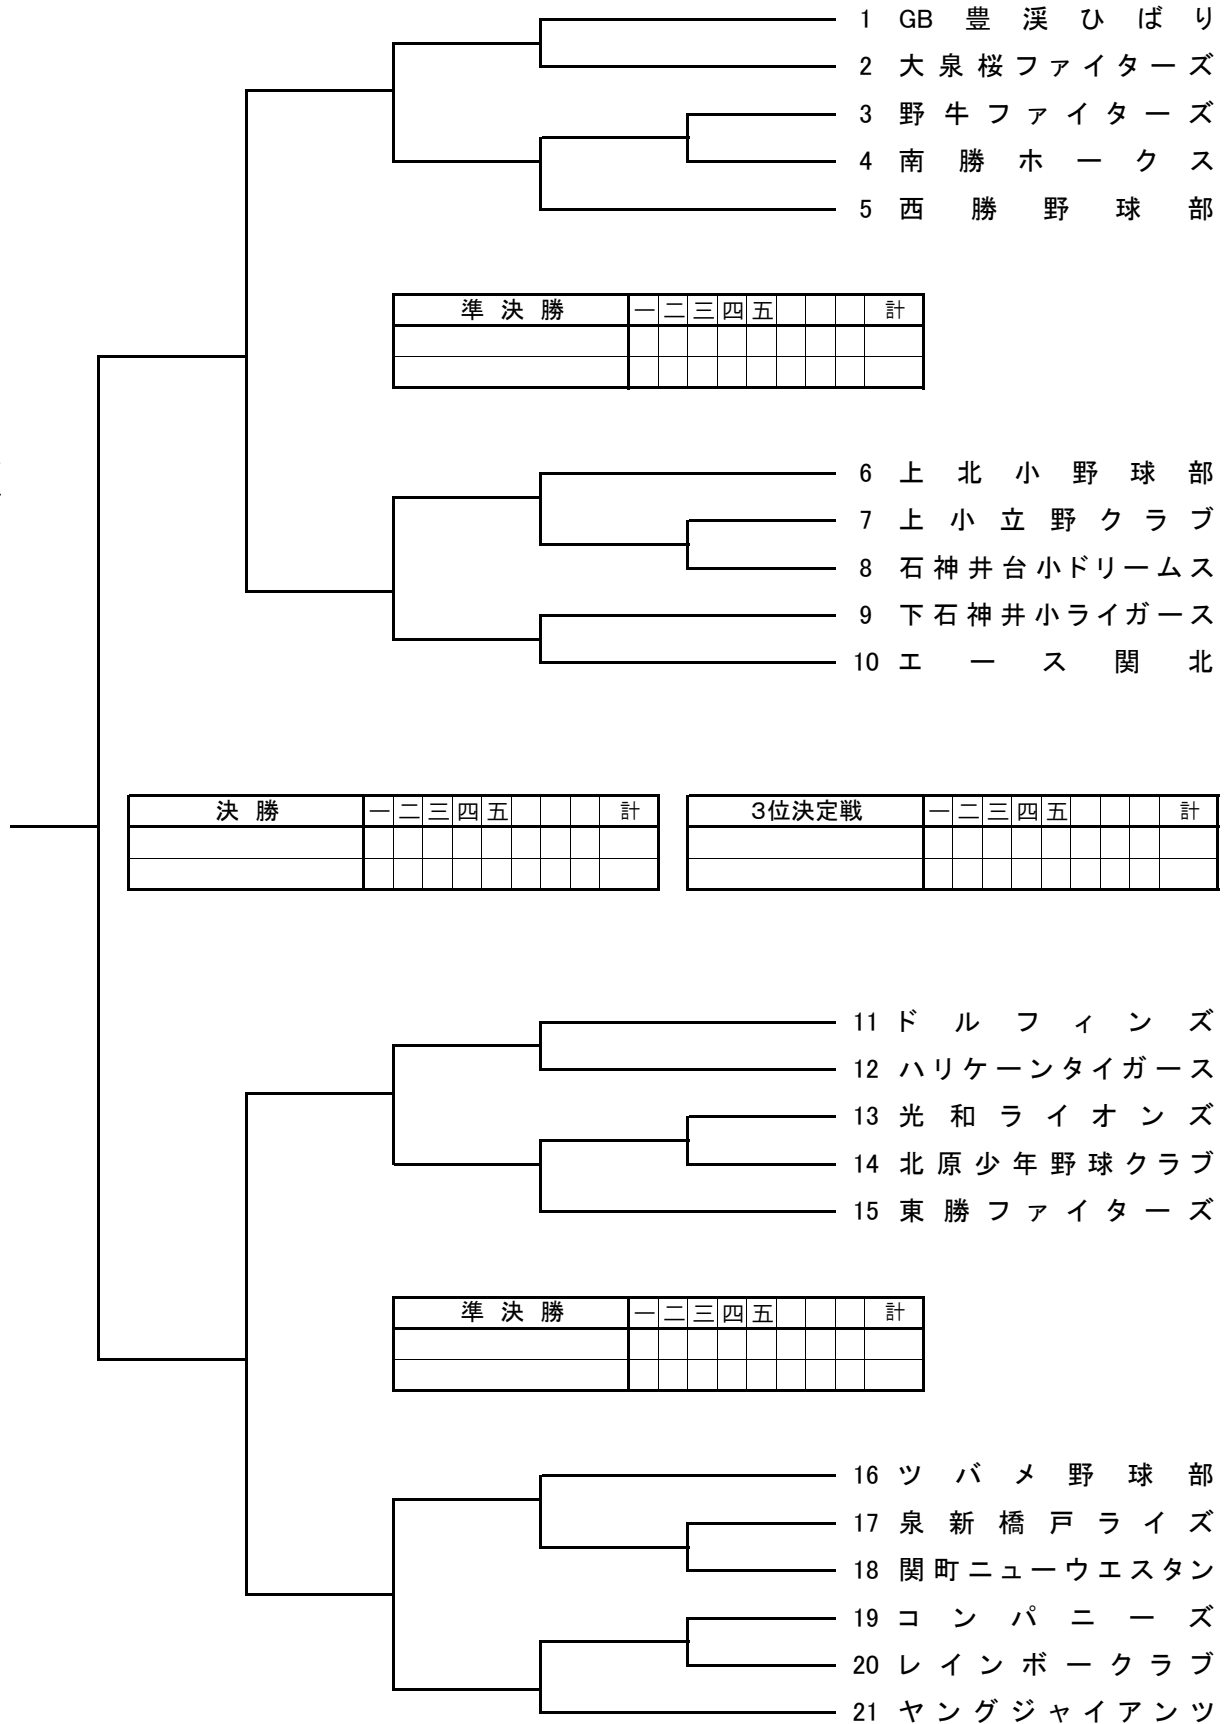 1 GB豊渓ひばり
2 大泉桜ファイターズ
3 野牛ファイターズ
4 南勝ホークス
5 西勝野球部
準決勝 一 二 三 四 五 計
6 上北小野球部
7 上小立野クラブ
8 石神井台小ドリームス
9 下石神井小ライガース
10 エース関北
決勝 一 二 三 四 五 計
3位決定戦 一 二 三 四 五 計
11 ドルフィンズ
12 ハリケーンタイガース
13 光和ライオンズ
14 北原少年野球クラブ
15 東勝ファイターズ
準決勝 一 二 三 四 五 計
16 ツバメ野球部
17 泉新橋戸ライズ
18 関町ニューウエスタン
19 コンパニーズ
20 レインボークラブ
21 ヤングジャイアンツ